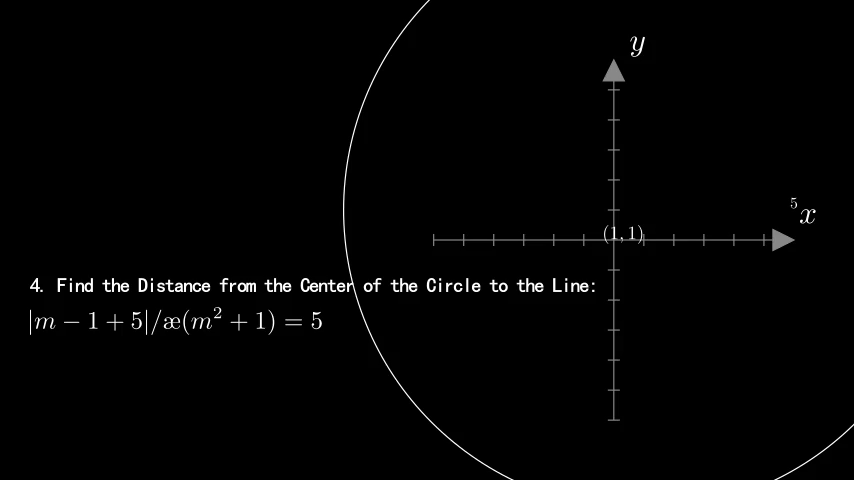 y
5
x
(1, 1)
4. Find the Distance from the Center of the Circle to the Line:
|m − 1 + 5|/æ(m² + 1) = 5